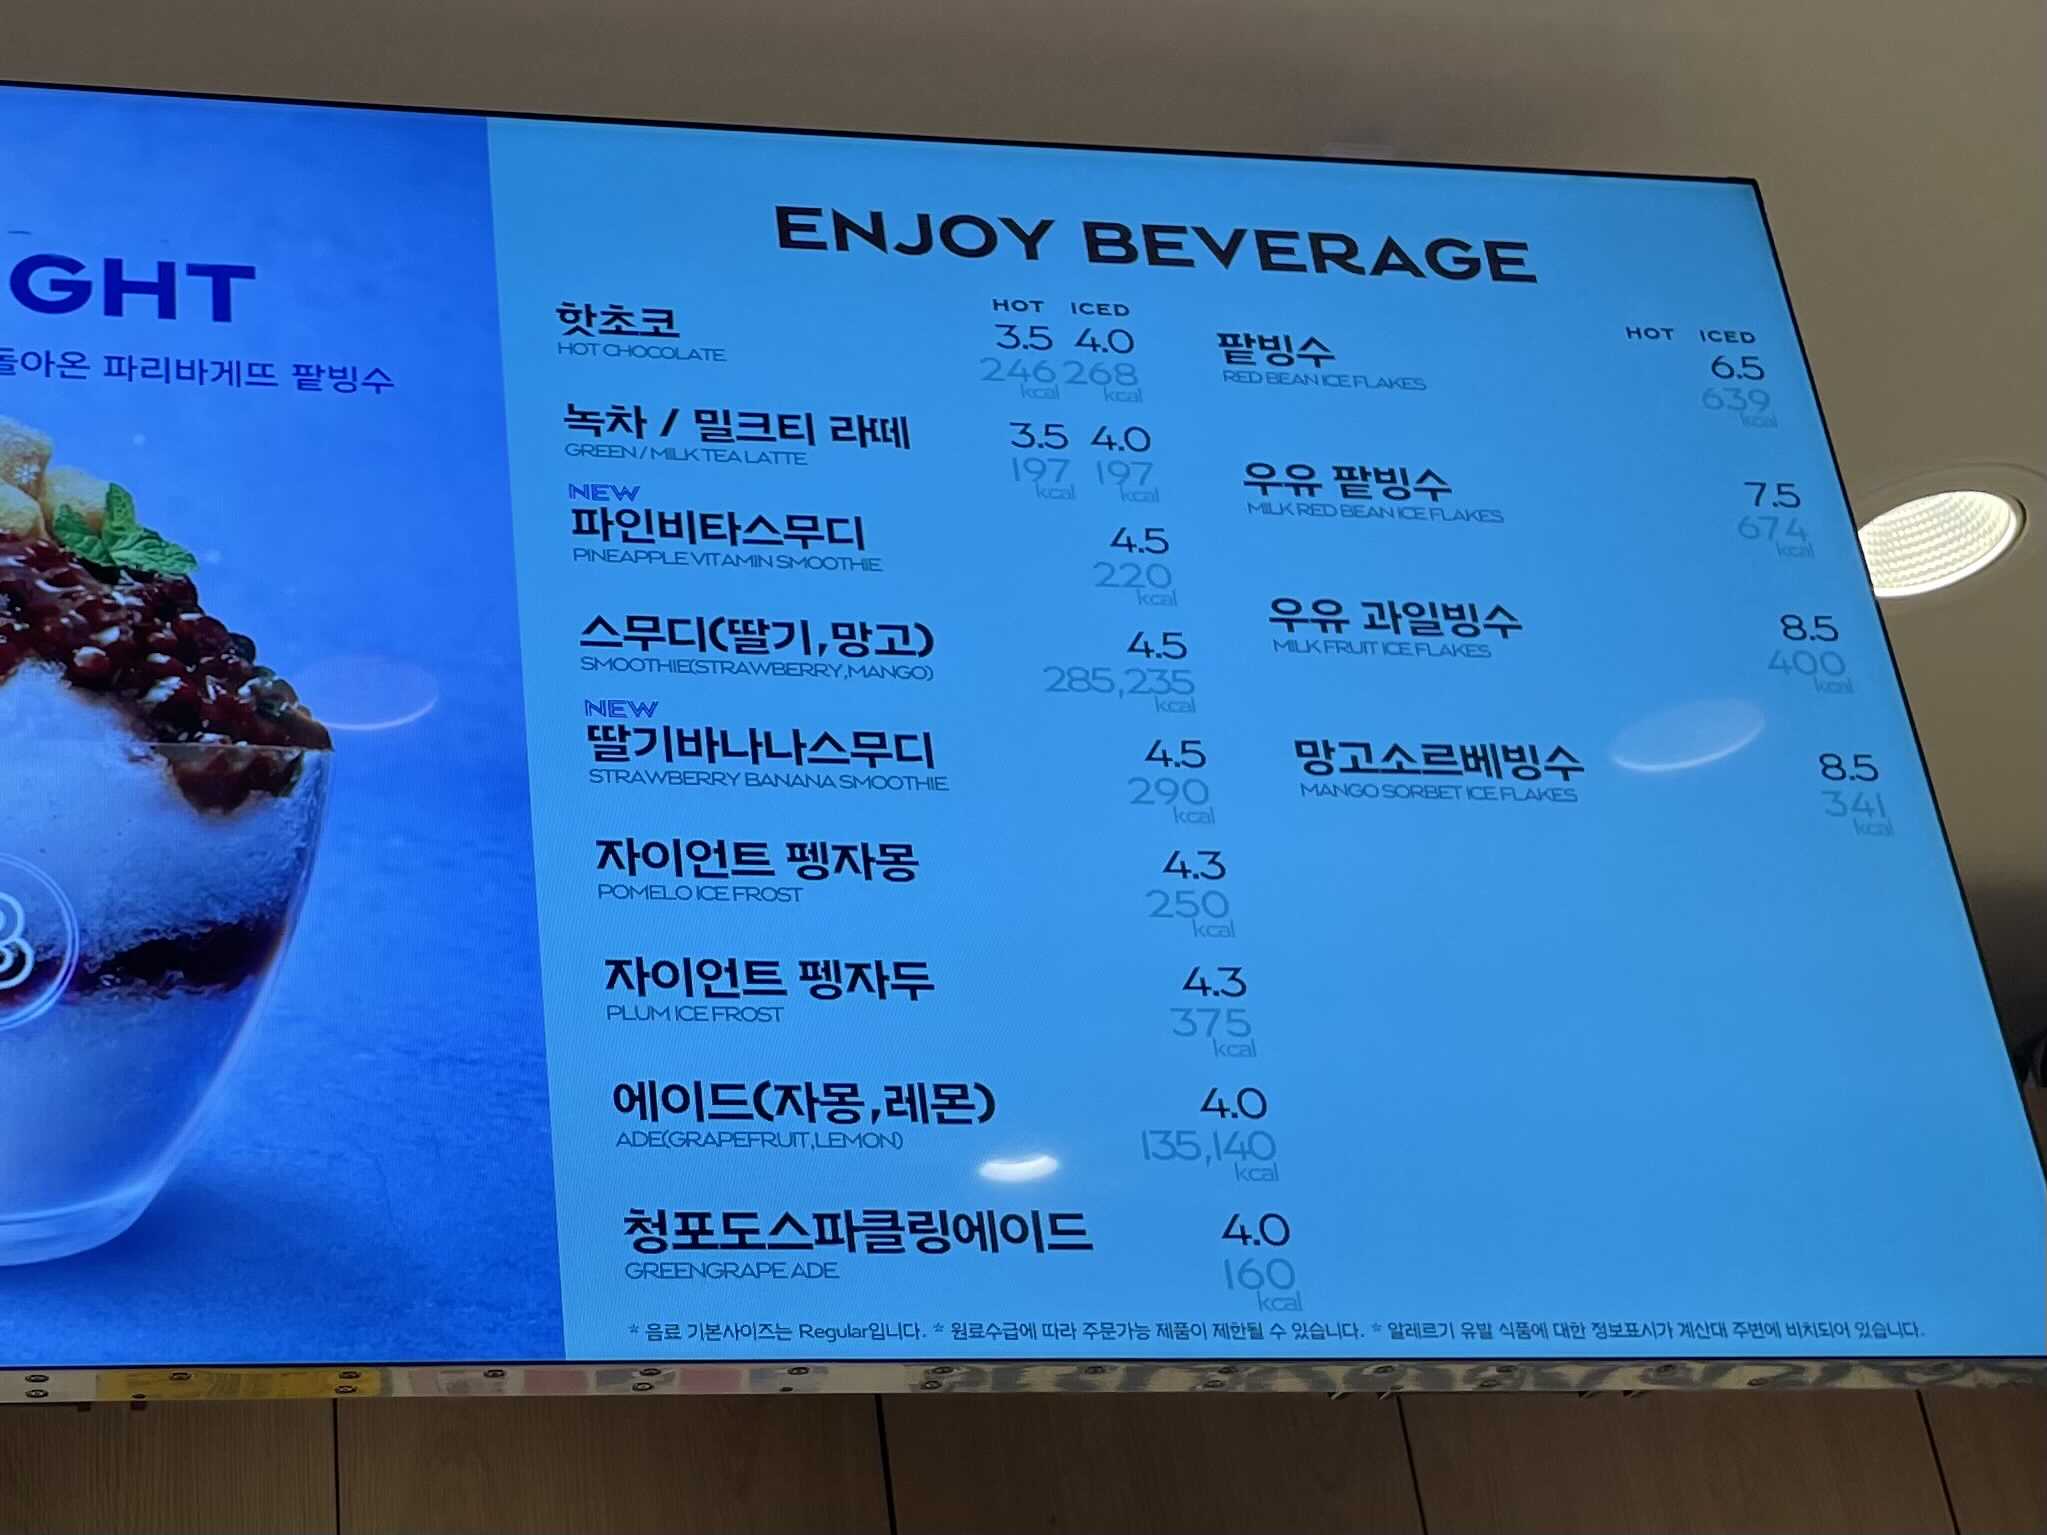 GHT
돌아온 파리바게뜨 팥빙수
ENJOY BEVERAGE
HOT ICED
핫초코 3.5 4.0
HOT CHOCOLATE 246 kcal 268 kcal
녹차 / 밀크티 라떼 3.5 4.0
GREEN / MILK TEA LATTE 197 kcal 197 kcal
NEW
파인비타스무디 4.5
PINEAPPLE VITAMIN SMOOTHIE 220 kcal
스무디(딸기,망고) 4.5
SMOOTHIE(STRAWBERRY,MANGO) 285,235 kcal
NEW
딸기바나나스무디 4.5
STRAWBERRY BANANA SMOOTHIE 290 kcal
자이언트 펭자몽 4.3
POMELO ICE FROST 250 kcal
자이언트 펭자두 4.3
PLUM ICE FROST 375 kcal
에이드(자몽,레몬) 4.0
ADE(GRAPEFRUIT,LEMON) 135,140 kcal
청포도스파클링에이드 4.0
GREENGRAPE ADE 160 kcal
HOT ICED
팥빙수 6.5
RED BEAN ICE FLAKES 639 kcal
우유 팥빙수 7.5
MILK RED BEAN ICE FLAKES 674 kcal
우유 과일빙수 8.5
MILK FRUIT ICE FLAKES 400 kcal
망고소르베빙수 8.5
MANGO SORBET ICE FLAKES 341 kcal
* 음료 기본사이즈는 Regular입니다. * 원료수급에 따라 주문가능 제품이 제한될 수 있습니다. * 알레르기 유발 식품에 대한 정보표시가 계산대 주변에 비치되어 있습니다.